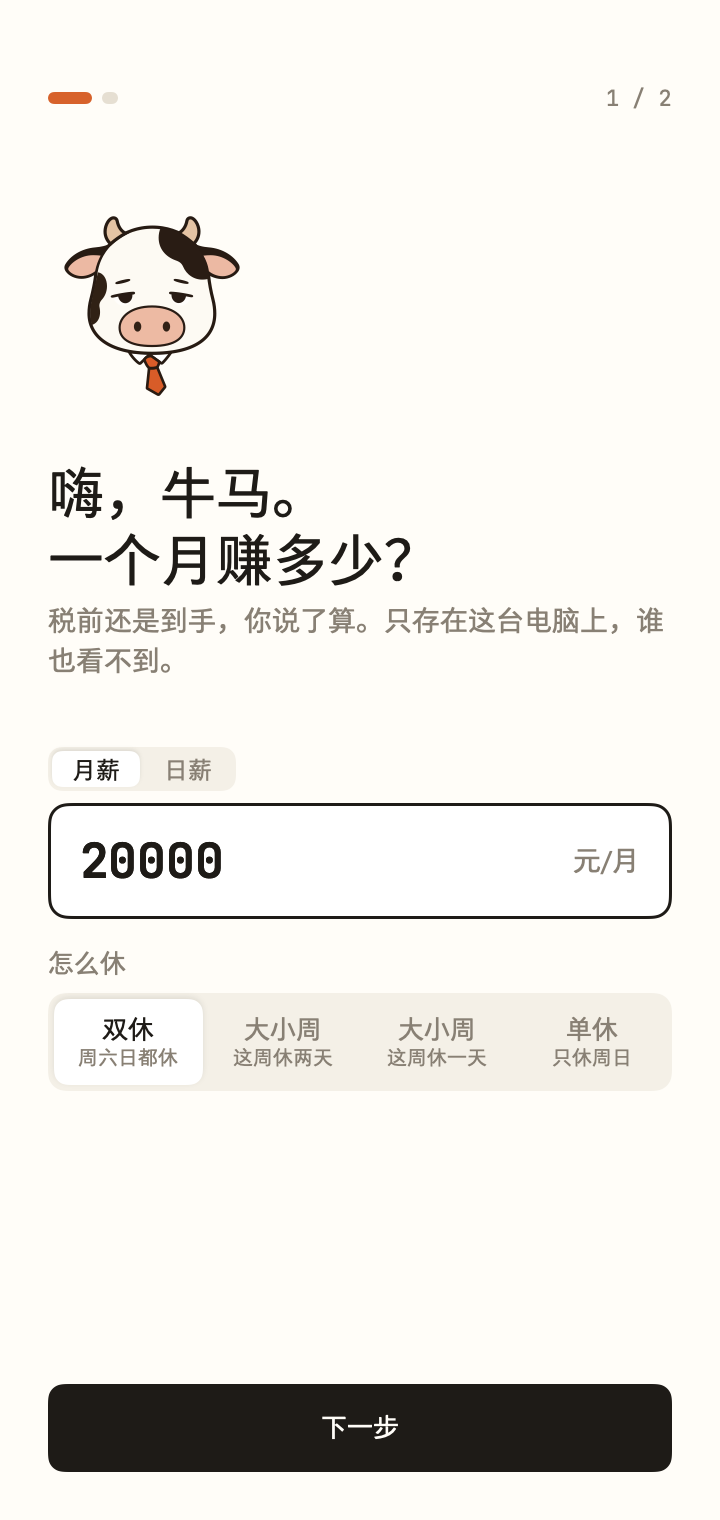 1 / 2
嗨，牛马。
一个月赚多少？
税前还是到手，你说了算。只存在这台电脑上，谁
也看不到。
月薪 日薪
20000 元/月
怎么休
双休 大小周 大小周 单休
周六日都休 这周休两天 这周休一天 只休周日
下一步